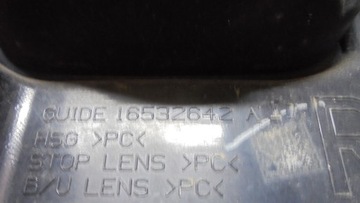 GUIDE 16532642 A
HSG >PC<
STOP LENS >PC<
B/U LENS >PC<
R